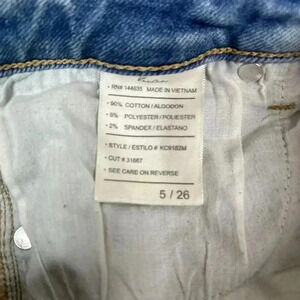 • RN# 144635 MADE IN VIETNAM
• 90% COTTON / ALGODON
• 8% POLYESTER / POLIESTER
• 2% SPANDEX / ELASTANO
• STYLE / ESTILO # KC9182M
• CUT # 31667
• SEE CARE ON REVERSE
5 / 26